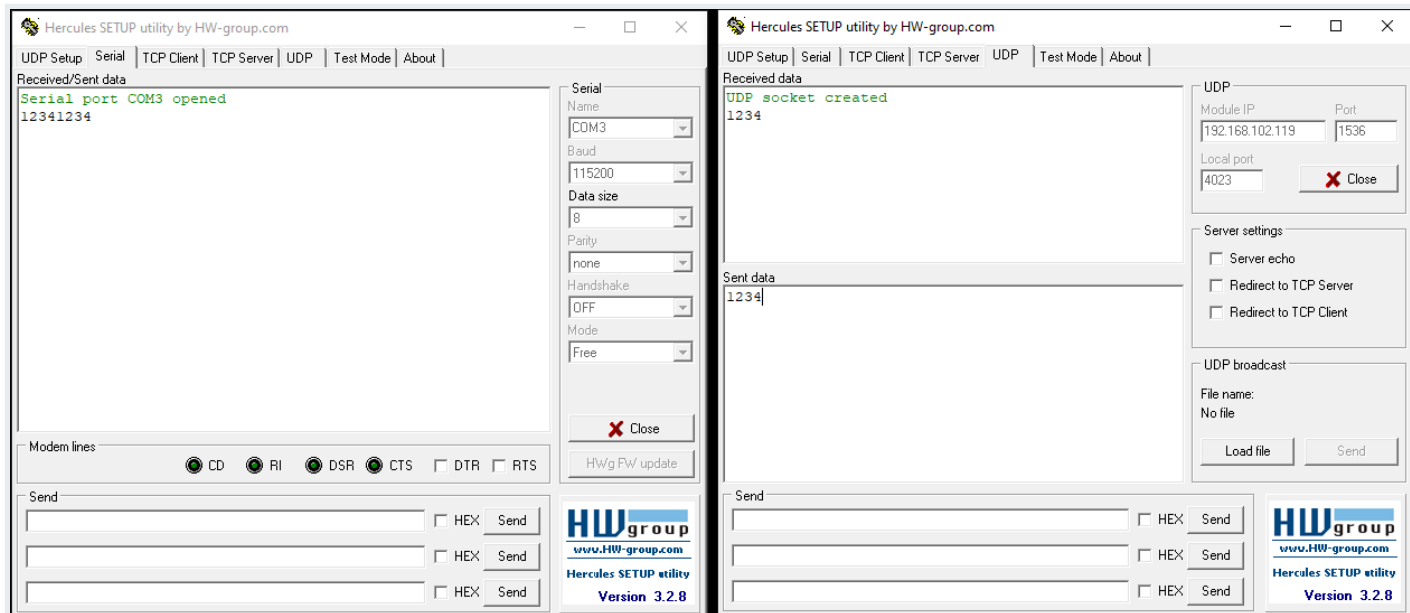 Hercules SETUP utility by HW-group.com
UDP Setup Serial TCP Client TCP Server UDP Test Mode About
Received/Sent data
Serial port COM3 opened
12341234
Serial
Name
COM3
Baud
115200
Data size
8
Parity
none
Handshake
OFF
Mode
Free
Close
HWg FW update
Modem lines
CD RI DSR CTS DTR RTS
Send
HEX Send
HEX Send
HEX Send
HWgroup
www.HW-group.com
Hercules SETUP utility
Version 3.2.8
Hercules SETUP utility by HW-group.com
UDP Setup Serial TCP Client TCP Server UDP Test Mode About
Received data
UDP socket created
1234
Sent data
1234
UDP
Module IP Port
192.168.102.119 1536
Local port
4023 Close
Server settings
Server echo
Redirect to TCP Server
Redirect to TCP Client
UDP broadcast
File name:
No file
Load file Send
Send
HEX Send
HEX Send
HEX Send
HWgroup
www.HW-group.com
Hercules SETUP utility
Version 3.2.8